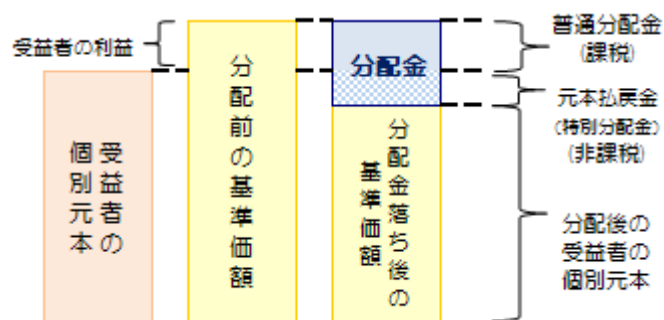 受益者の利益
受益者の
個別元本
分配前の基準価額
分配金
分配金落ち後の
基準価額
普通分配金
(課税)
元本払戻金
(特別分配金)
(非課税)
分配後の
受益者の
個別元本